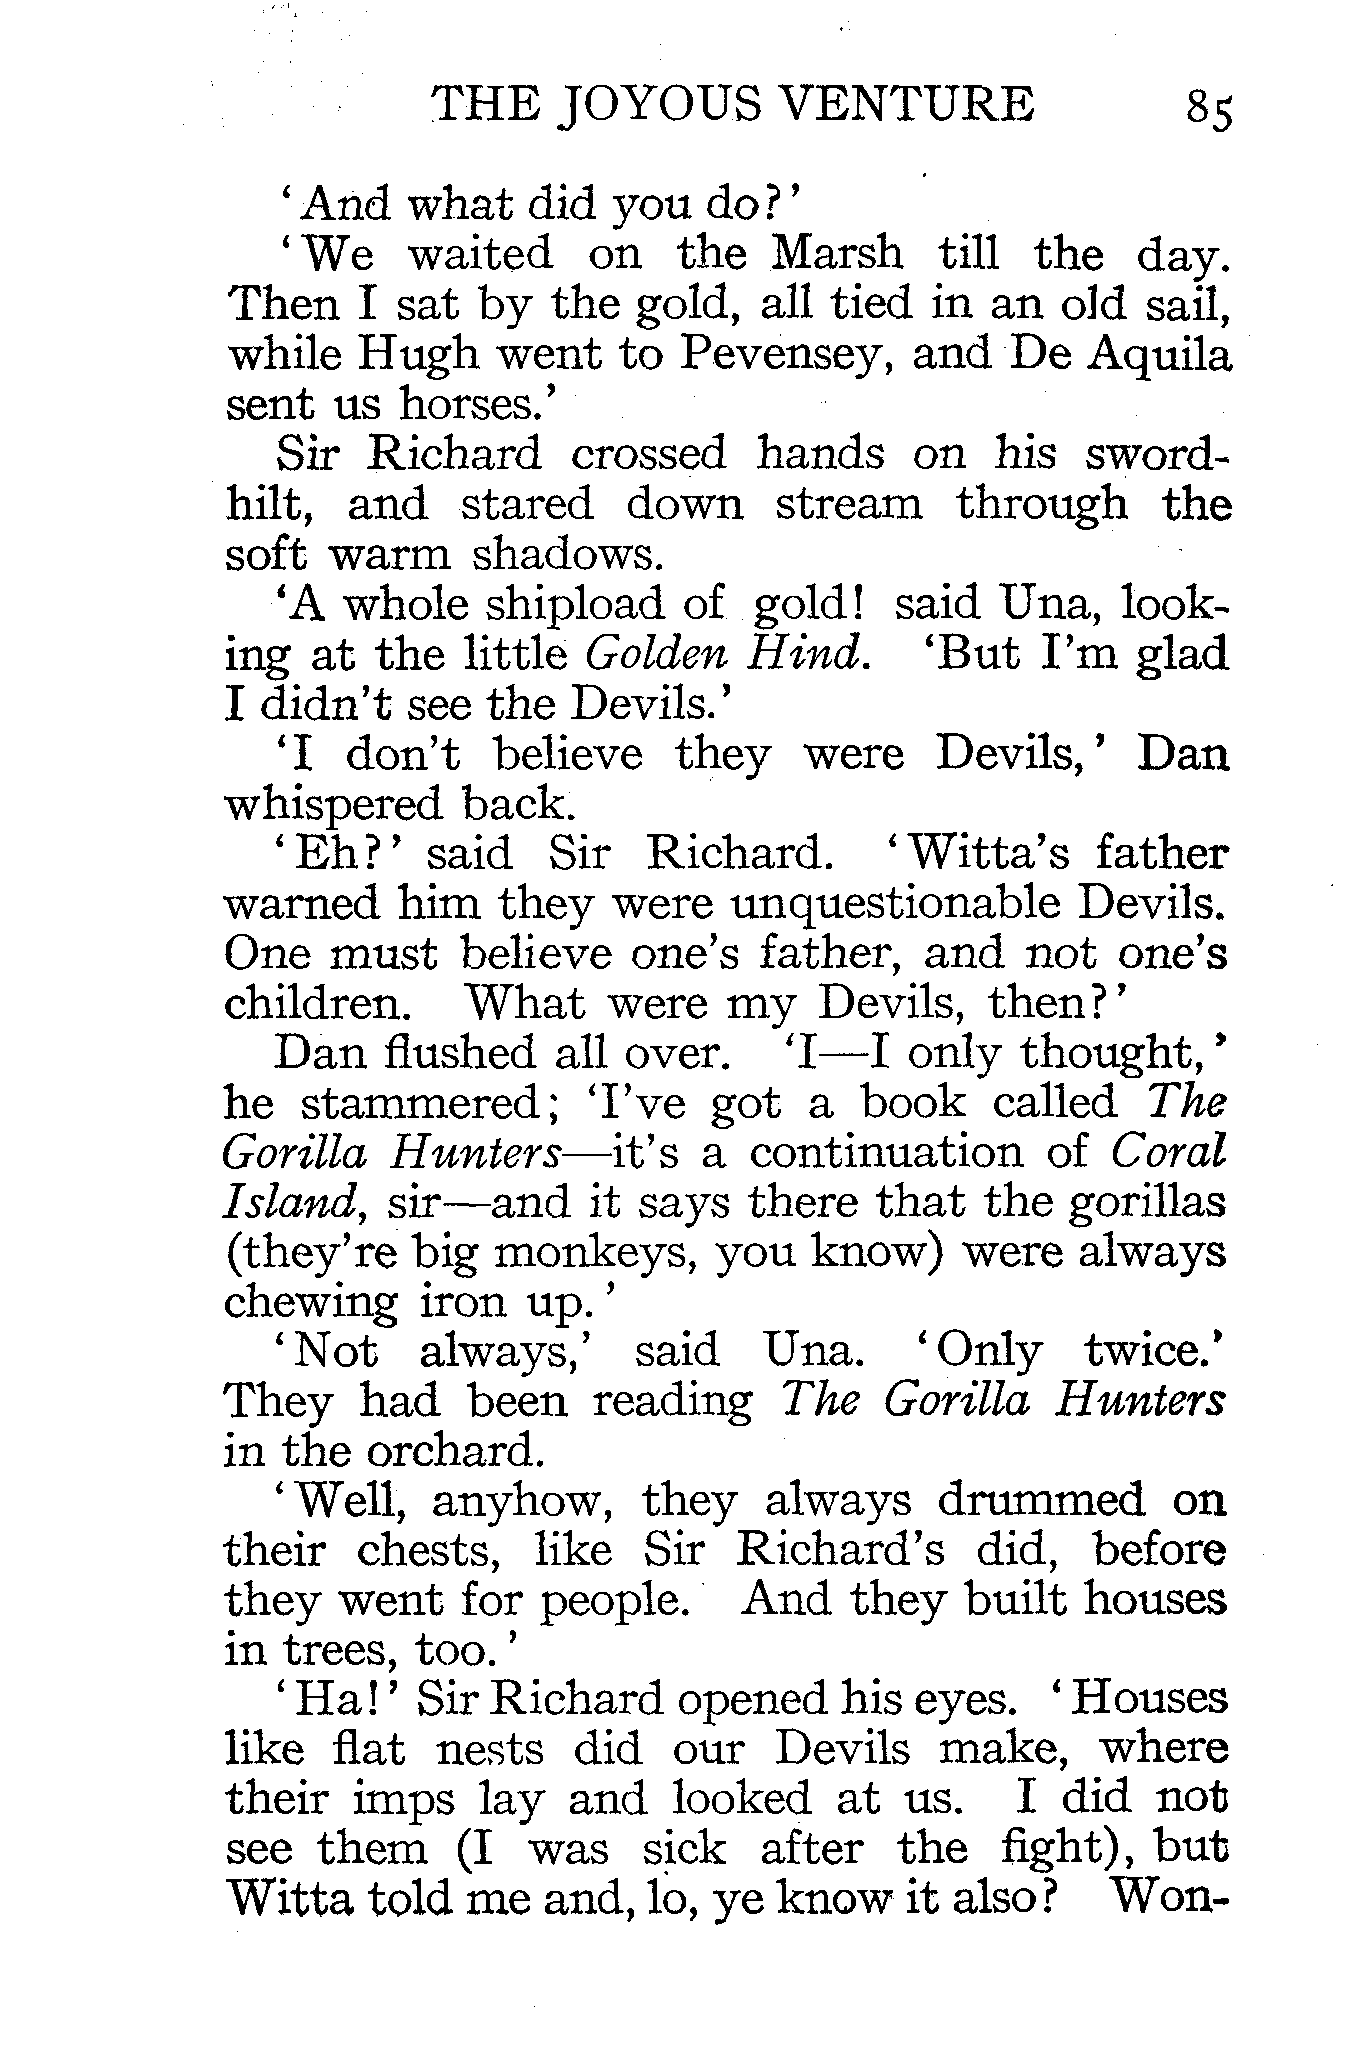 THE JOYOUS VENTURE 85
‘And what did you do?’
‘We waited on the Marsh till the day.
Then I sat by the gold, all tied in an old sail,
while Hugh went to Pevensey, and De Aquila
sent us horses.’
Sir Richard crossed hands on his sword-
hilt, and stared down stream through the
soft warm shadows.
‘A whole shipload of gold! said Una, look-
ing at the little Golden Hind. ‘But I’m glad
I didn’t see the Devils.’
‘I don’t believe they were Devils,’ Dan
whispered back.
‘Eh?’ said Sir Richard. ‘Witta’s father
warned him they were unquestionable Devils.
One must believe one’s father, and not one’s
children. What were my Devils, then?’
Dan flushed all over. ‘I—I only thought,’
he stammered; ‘I’ve got a book called The
Gorilla Hunters—it’s a continuation of Coral
Island, sir—and it says there that the gorillas
(they’re big monkeys, you know) were always
chewing iron up.’
‘Not always,’ said Una. ‘Only twice.’
They had been reading The Gorilla Hunters
in the orchard.
‘Well, anyhow, they always drummed on
their chests, like Sir Richard’s did, before
they went for people. And they built houses
in trees, too.’
‘Ha!’ Sir Richard opened his eyes. ‘Houses
like flat nests did our Devils make, where
their imps lay and looked at us. I did not
see them (I was sick after the fight), but
Witta told me and, lo, ye know it also? Won-